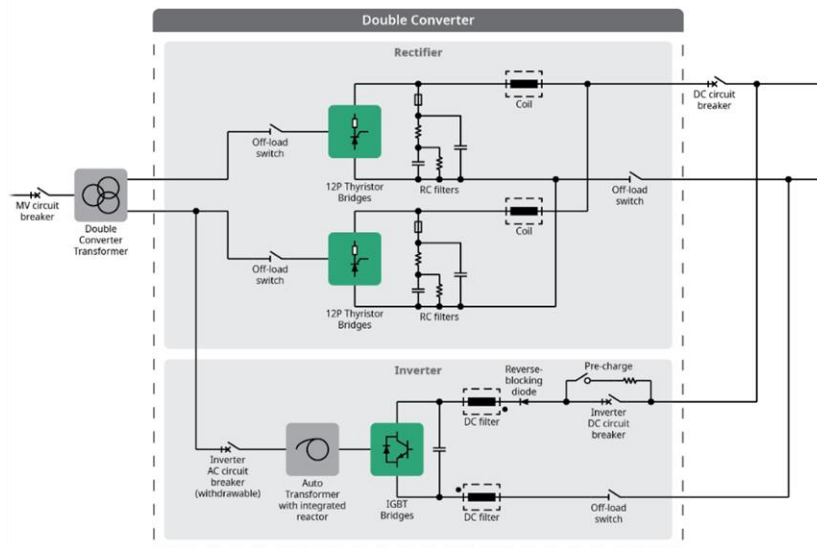 Double Converter
Rectifier
Coil
DC circuit
breaker
Off-load
switch
12P Thyristor
Bridges
RC filters
Off-load
switch
MV circuit
breaker
Double
Converter
Transformer
Coil
Off-load
switch
12P Thyristor
Bridges
RC filters
Inverter
Reverse-
blocking
diode
Pre-charge
DC filter
Inverter
DC circuit
breaker
Inverter
AC circuit
breaker
(withdrawable)
Auto
Transformer
with integrated
reactor
IGBT
Bridges
DC filter
Off-load
switch